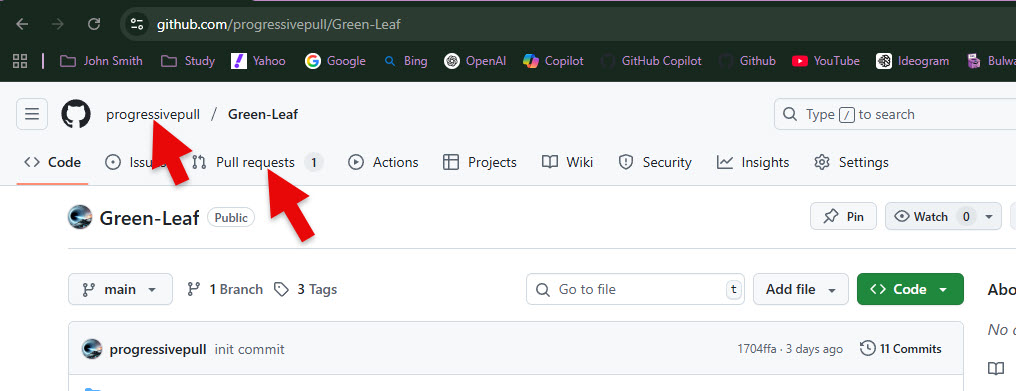 github.com/progressivepull/Green-Leaf
John Smith Study Yahoo Google Bing OpenAI Copilot GitHub Copilot Github YouTube Ideogram Bulwa
progressivepull / Green-Leaf Type / to search
Code Issues Pull requests 1 Actions Projects Wiki Security Insights Settings
Green-Leaf Public Pin Watch 0
main 1 Branch 3 Tags Go to file t Add file Code Abo
No
progressivepull init commit 1704ffa · 3 days ago 11 Commits